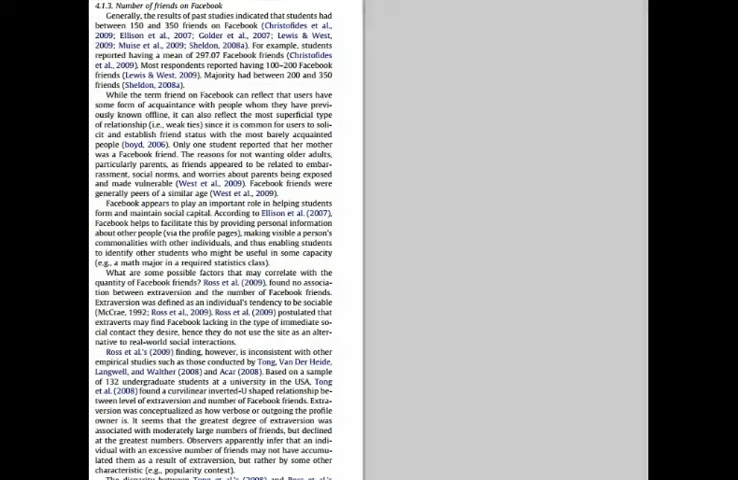 4.1.3. Number of friends on Facebook
Generally, the results of past studies indicated that students had
between 150 and 350 friends on Facebook (Christofides et al.,
2009; Ellison et al., 2007; Golder et al., 2007; Lewis & West,
2009; Muise et al., 2009; Sheldon, 2008a). For example, students
reported having a mean of 297.07 Facebook friends (Christofides
et al., 2009). Most respondents reported having 100–200 Facebook
friends (Lewis & West, 2009). Majority had between 200 and 350
friends (Sheldon, 2008a).
While the term friend on Facebook can reflect that users have
some form of acquaintance with people whom they have previ-
ously known offline, it can also reflect the most superficial type
of relationship (i.e., weak ties) since it is common for users to soli-
cit and establish friend status with the most barely acquainted
people (boyd, 2006). Only one student reported that her mother
was a Facebook friend. The reasons for not wanting older adults,
particularly parents, as friends appeared to be related to embar-
rassment, social norms, and worries about parents being exposed
and made vulnerable (West et al., 2009). Facebook friends were
generally peers of a similar age (West et al., 2009).
Facebook appears to play an important role in helping students
form and maintain social capital. According to Ellison et al. (2007),
Facebook helps to facilitate this by providing personal information
about other people (via the profile pages), making visible a person's
commonalities with other individuals, and thus enabling students
to identify other students who might be useful in some capacity
(e.g., a math major in a required statistics class).
What are some possible factors that may correlate with the
quantity of Facebook friends? Ross et al. (2009), found no associa-
tion between extraversion and the number of Facebook friends.
Extraversion was defined as an individual's tendency to be sociable
(McCrae, 1992; Ross et al., 2009). Ross et al. (2009) postulated that
extraverts may find Facebook lacking in the type of immediate so-
cial contact they desire, hence they do not use the site as an alter-
native to real-world social interactions.
Ross et al.'s (2009) finding, however, is inconsistent with other
empirical studies such as those conducted by Tong, Van Der Heide,
Langwell, and Walther (2008) and Acar (2008). Based on a sample
of 132 undergraduate students at a university in the USA, Tong
et al. (2008) found a curvilinear inverted-U shaped relationship be-
tween level of extraversion and number of Facebook friends. Extra-
version was conceptualized as how verbose or outgoing the profile
owner is. It seems that the greatest degree of extraversion was
associated with moderately large numbers of friends, but declined
at the greatest numbers. Observers apparently infer that an indi-
vidual with an excessive number of friends may not have accumu-
lated them as a result of extraversion, but rather by some other
characteristic (e.g., popularity contest).
The disparity between Tong et al.'s (2008) and Ross et al.'s